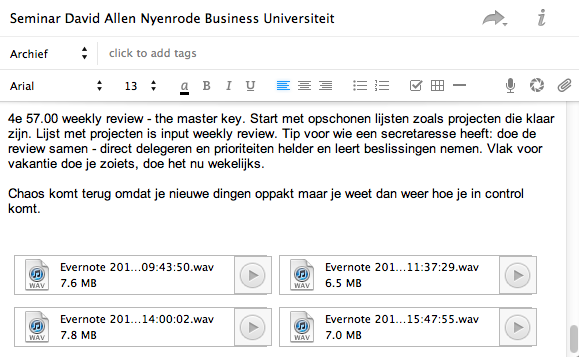 Seminar David Allen Nyenrode Business Universiteit
Archief click to add tags
Arial 13 a B I U
4e 57.00 weekly review - the master key. Start met opschonen lijsten zoals projecten die klaar
zijn. Lijst met projecten is input weekly review. Tip voor wie een secretaresse heeft: doe de
review samen - direct delegeren en prioriteiten helder en leert beslissingen nemen. Vlak voor
vakantie doe je zoiets, doe het nu wekelijks.
Chaos komt terug omdat je nieuwe dingen oppakt maar je weet dan weer hoe je in control
komt.
WAV Evernote 201...09:43:50.wav
7.6 MB
WAV Evernote 201...11:37:29.wav
6.5 MB
WAV Evernote 201...14:00:02.wav
7.8 MB
WAV Evernote 201...15:47:55.wav
7.0 MB